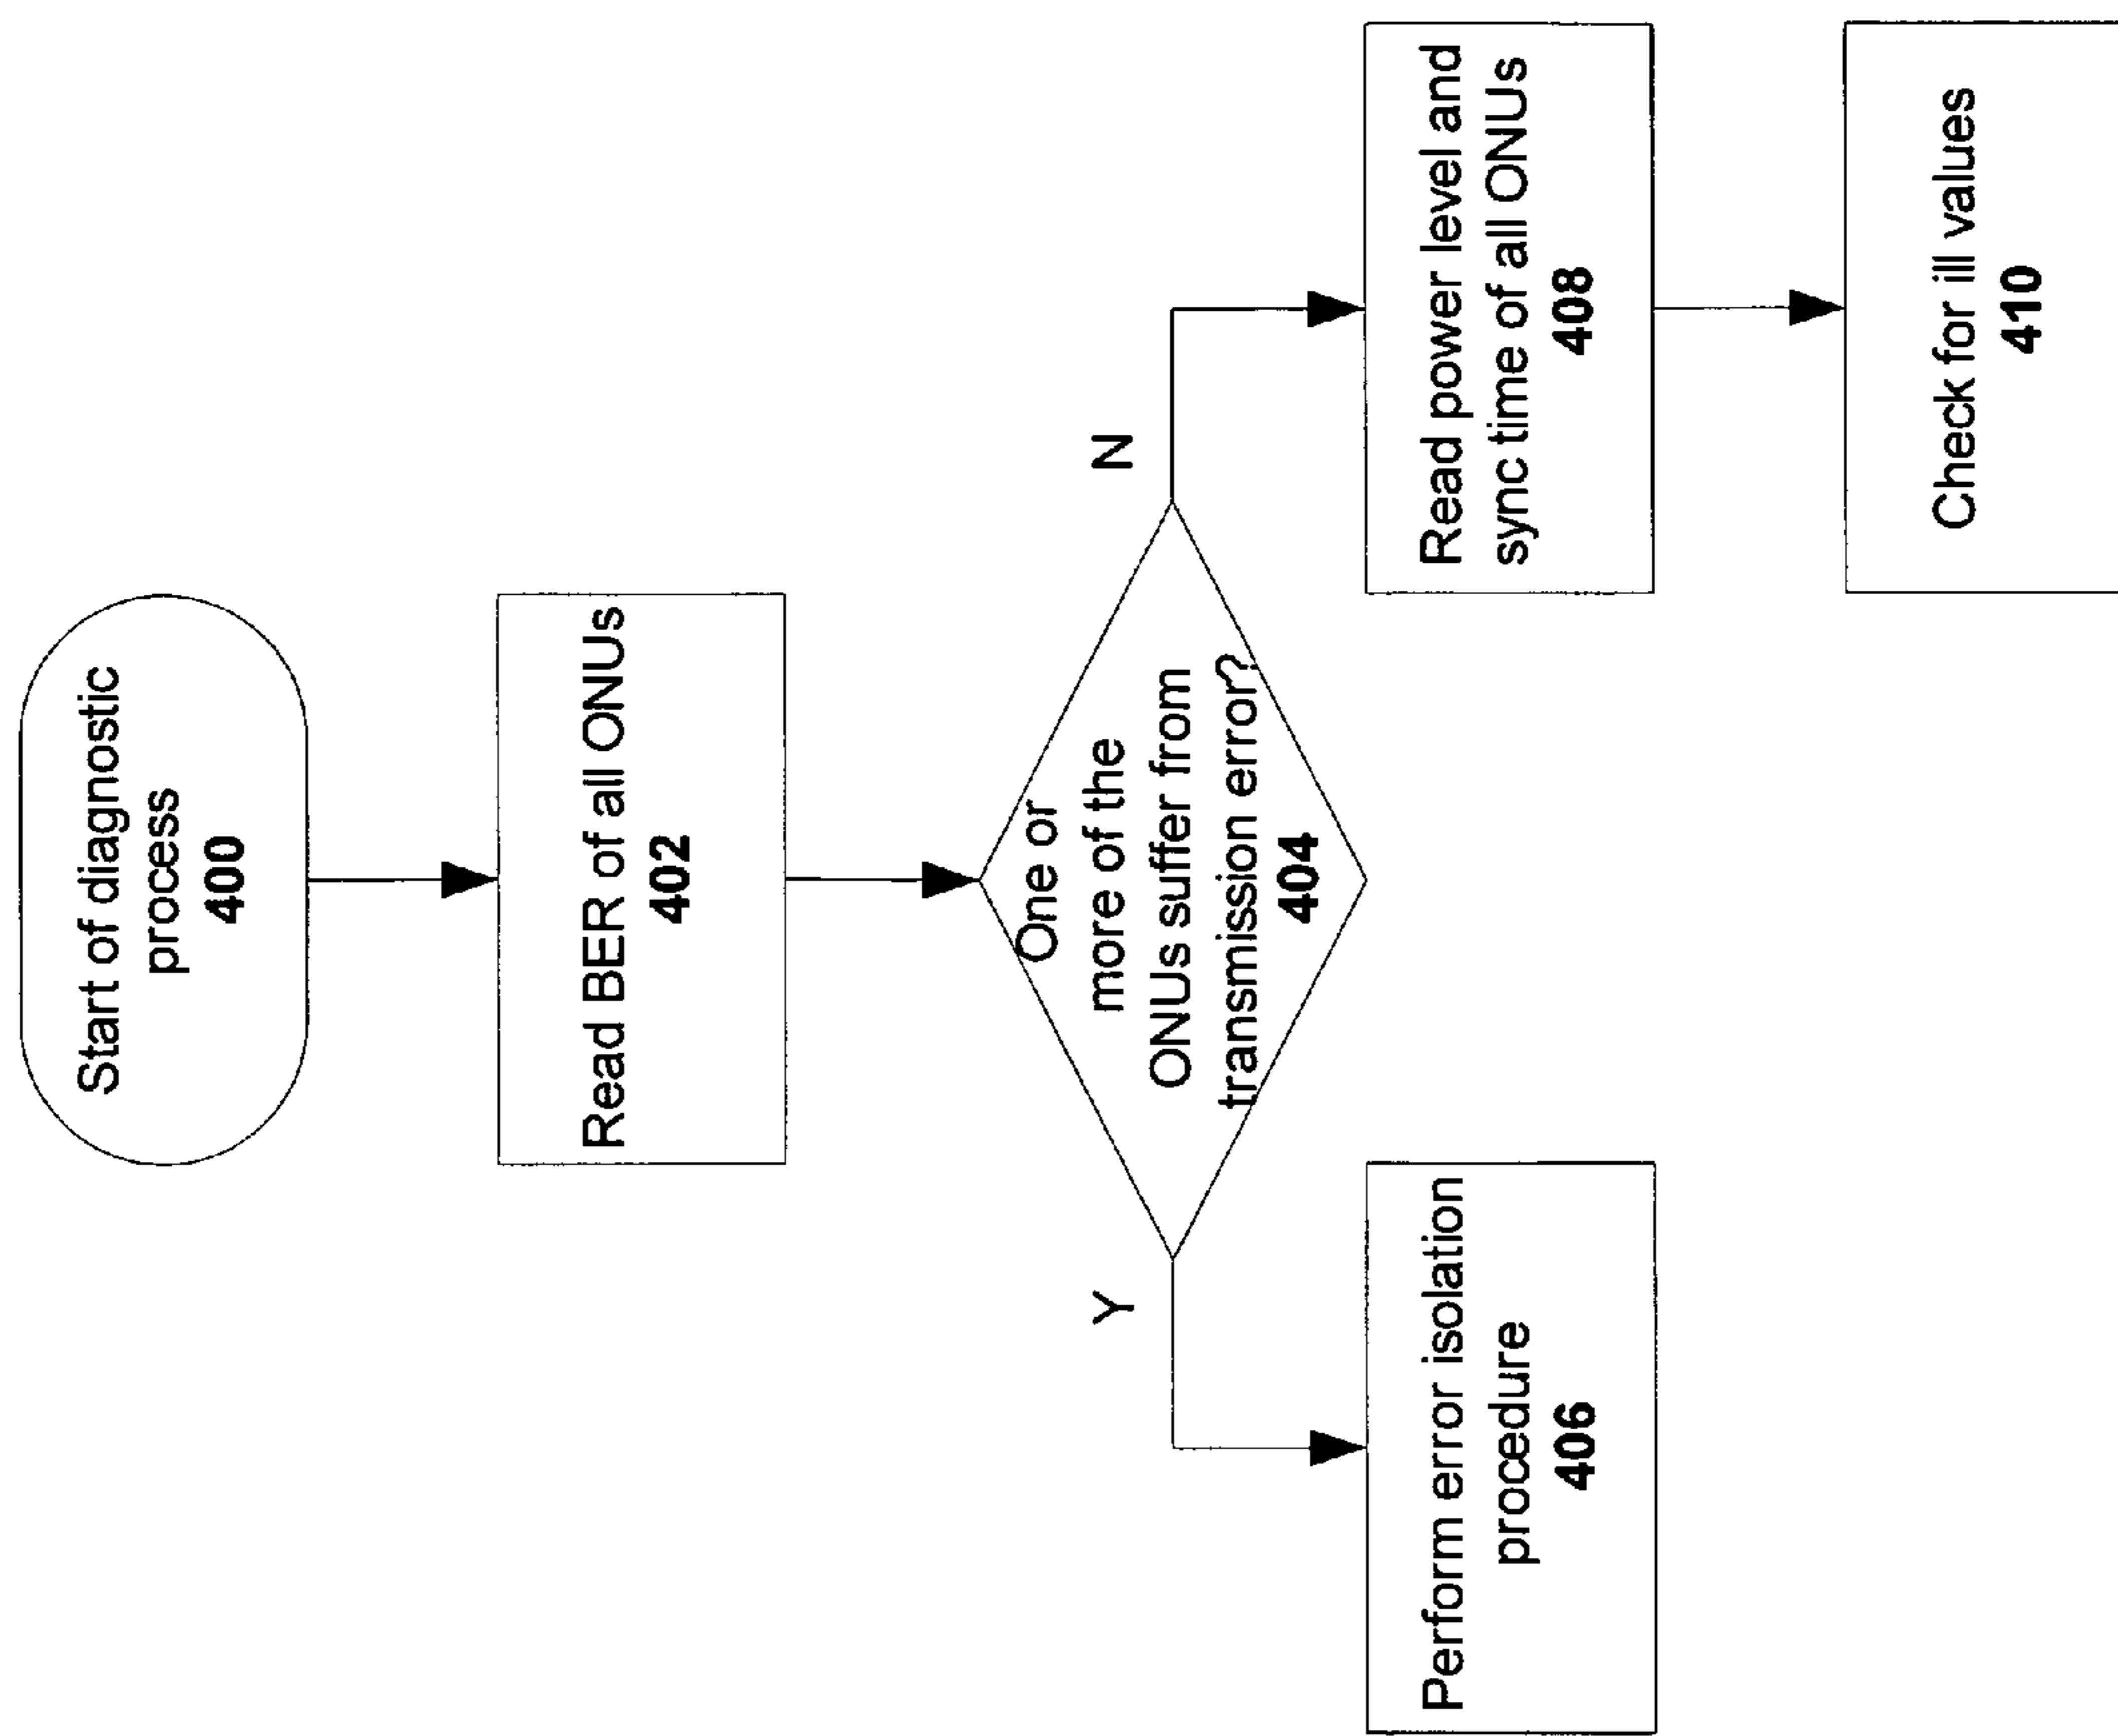 Start of diagnostic
process
400
Read BER of all ONUs
402
One or
more of the
ONUs suffer from
transmission error?
404
Y
N
Perform error isolation
procedure
406
Read power level and
sync time of all ONUs
408
Check for ill values
410